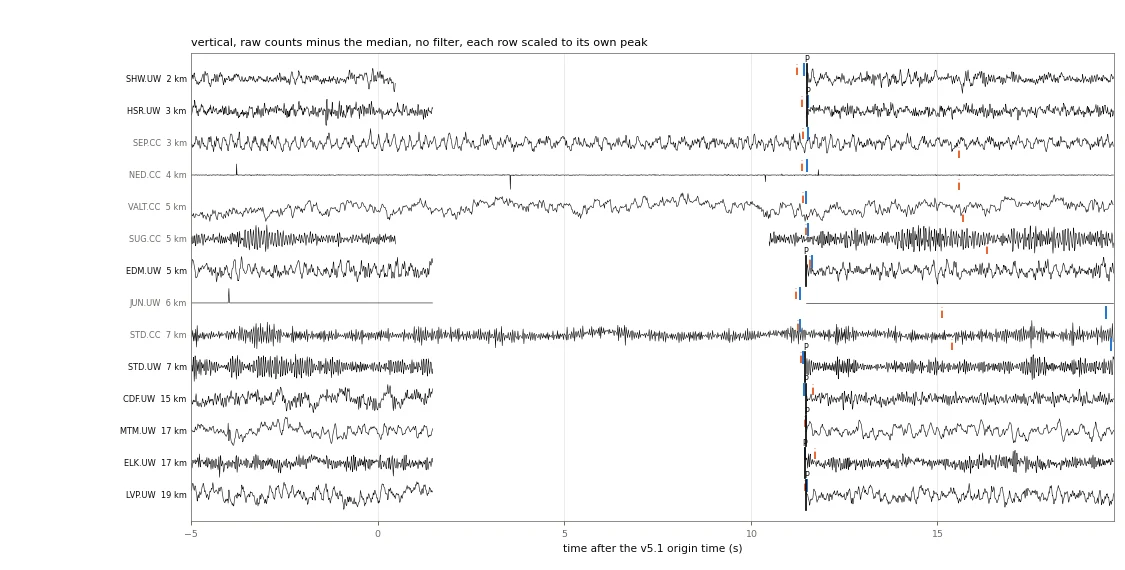 vertical, raw counts minus the median, no filter, each row scaled to its own peak
P
SHW.UW 2 km
P
HSR.UW 3 km
SEP.CC 3 km
NED.CC 4 km
VALT.CC 5 km
SUG.CC 5 km
P
EDM.UW 5 km
JUN.UW 6 km
STD.CC 7 km
P
STD.UW 7 km
CDF.UW 15 km
P
MTM.UW 17 km
P
ELK.UW 17 km
P
LVP.UW 19 km
−5 0 5 10 15
time after the v5.1 origin time (s)